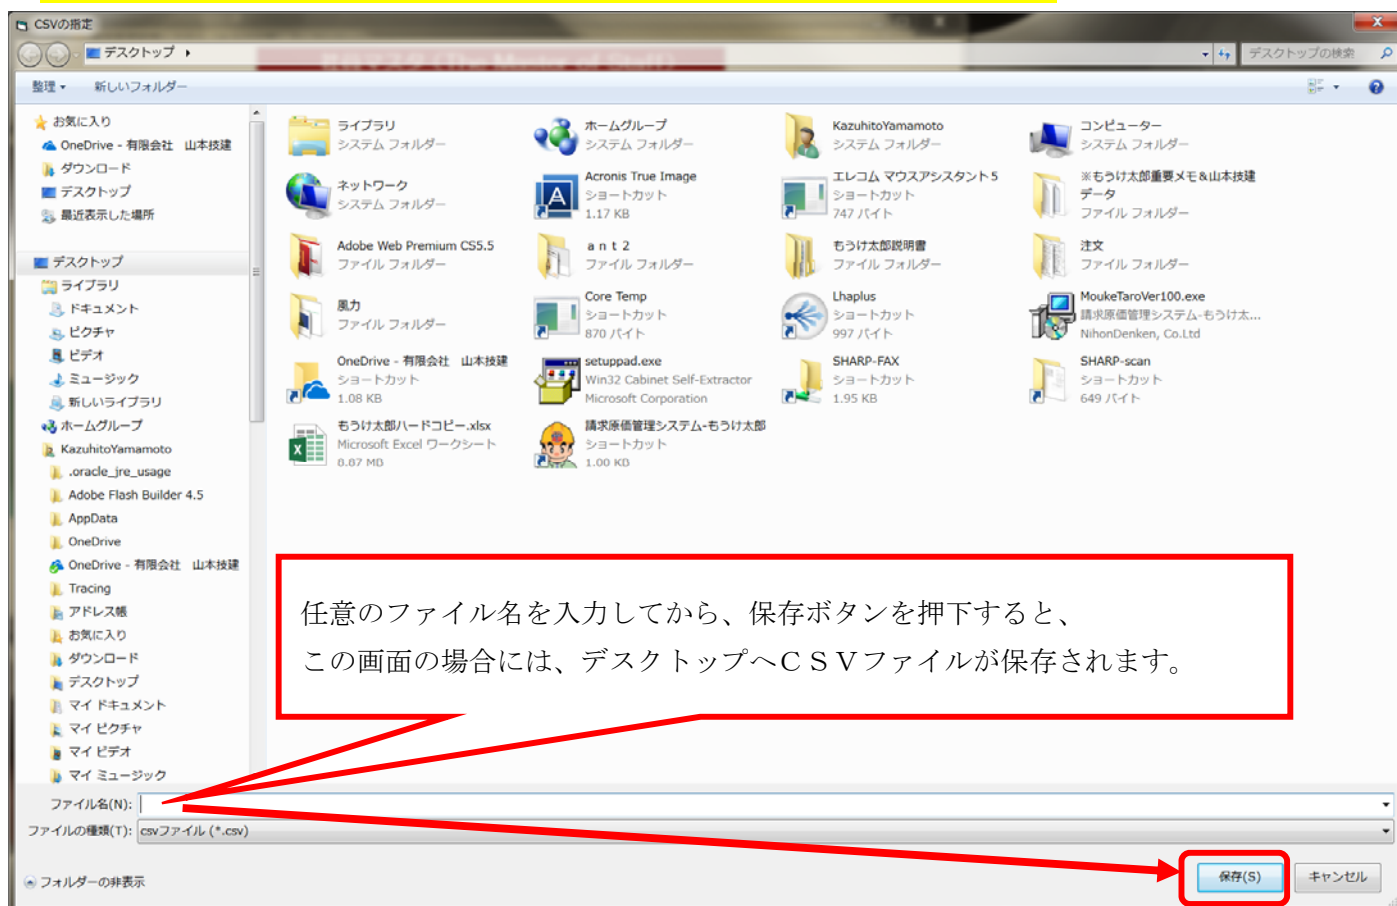 CSVの指定
デスクトップ
デスクトップの検索
整理
新しいフォルダー
お気に入り
OneDrive - 有限会社　山本技建
ダウンロード
デスクトップ
最近表示した場所
デスクトップ
ライブラリ
ドキュメント
ピクチャ
ビデオ
ミュージック
新しいライブラリ
ホームグループ
KazuhitoYamamoto
.oracle_jre_usage
Adobe Flash Builder 4.5
AppData
OneDrive
OneDrive - 有限会社　山本技建
Tracing
アドレス帳
お気に入り
ダウンロード
デスクトップ
マイ ドキュメント
マイ ピクチャ
マイ ビデオ
マイ ミュージック
ライブラリ
システム フォルダー
ホームグループ
システム フォルダー
KazuhitoYamamoto
システム フォルダー
コンピューター
システム フォルダー
ネットワーク
システム フォルダー
Acronis True Image
ショートカット
1.17 KB
エレコム マウスアシスタント5
ショートカット
747 バイト
※もうけ太郎重要メモ＆山本技建
データ
ファイル フォルダー
Adobe Web Premium CS5.5
ファイル フォルダー
ａｎｔ２
ファイル フォルダー
もうけ太郎説明書
ファイル フォルダー
注文
ファイル フォルダー
風力
ファイル フォルダー
Core Temp
ショートカット
870 バイト
Lhaplus
ショートカット
997 バイト
MoukeTaroVer100.exe
請求原価管理システム-もうけ太...
NihonDenken, Co.Ltd
OneDrive - 有限会社　山本技建
ショートカット
1.08 KB
setuppad.exe
Win32 Cabinet Self-Extractor
Microsoft Corporation
SHARP-FAX
ショートカット
1.95 KB
SHARP-scan
ショートカット
649 バイト
もうけ太郎ハードコピー.xlsx
Microsoft Excel ワークシート
0.87 MB
請求原価管理システム-もうけ太郎
ショートカット
1.00 KB
任意のファイル名を入力してから、保存ボタンを押下すると、
この画面の場合には、デスクトップへＣＳＶファイルが保存されます。
ファイル名(N):
ファイルの種類(T): csvファイル (*.csv)
フォルダーの非表示
保存(S)
キャンセル